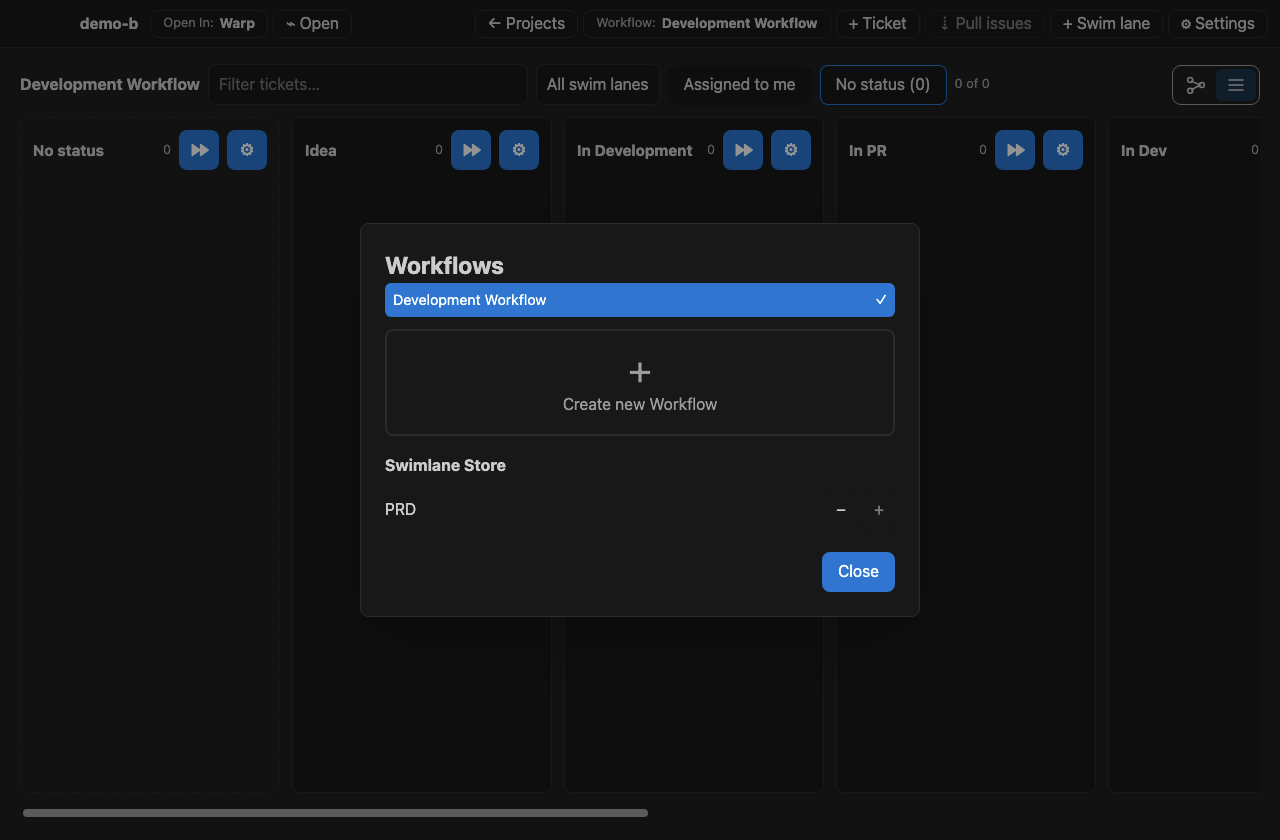 demo-b
Open In: Warp
Open
← Projects
Workflow: Development Workflow
+ Ticket
Pull issues
+ Swim lane
Settings
Development Workflow
Filter tickets...
All swim lanes
Assigned to me
No status (0)
0 of 0
No status 0
Idea 0
In Development 0
In PR 0
In Dev 0
Workflows
Development Workflow ✓
+
Create new Workflow
Swimlane Store
PRD − +
Close